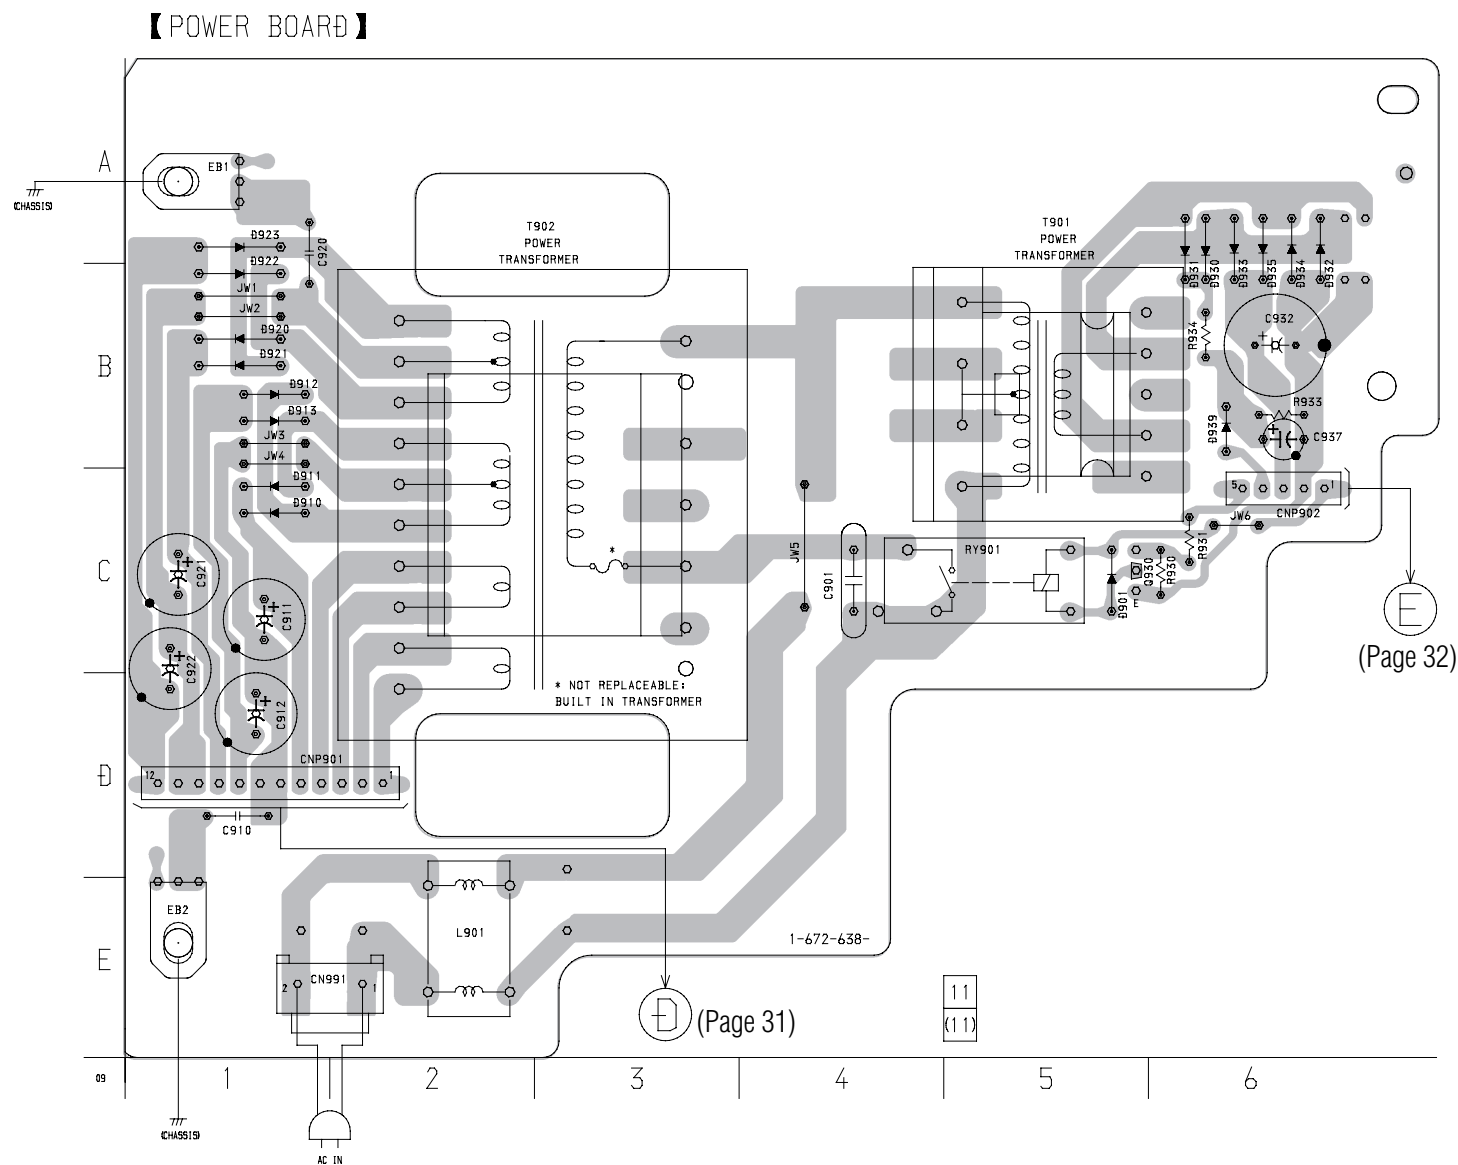 【POWER BOARD】
A
EB1
(CHASSIS)
D923
C920
D922
JW1
JW2
D920
D921
T902
POWER
TRANSFORMER
T901
POWER
TRANSFORMER
D931
D930
D933
D935
D934
D932
R934
C932
B
D912
D913
JW3
JW4
D911
D910
R933
D939
C937
5
1
CNP902
JW6
C
C921
C911
C922
C912
*
JW5
C901
RY901
D901
Q930
E
R930
R931
E
(Page 32)
* NOT REPLACEABLE:
BUILT IN TRANSFORMER
D
CNP901
12
1
C910
EB2
L901
1-672-638-
E
CN991
2
1
D
(Page 31)
11
(11)
09
1
2
3
4
5
6
(CHASSIS)
AC IN